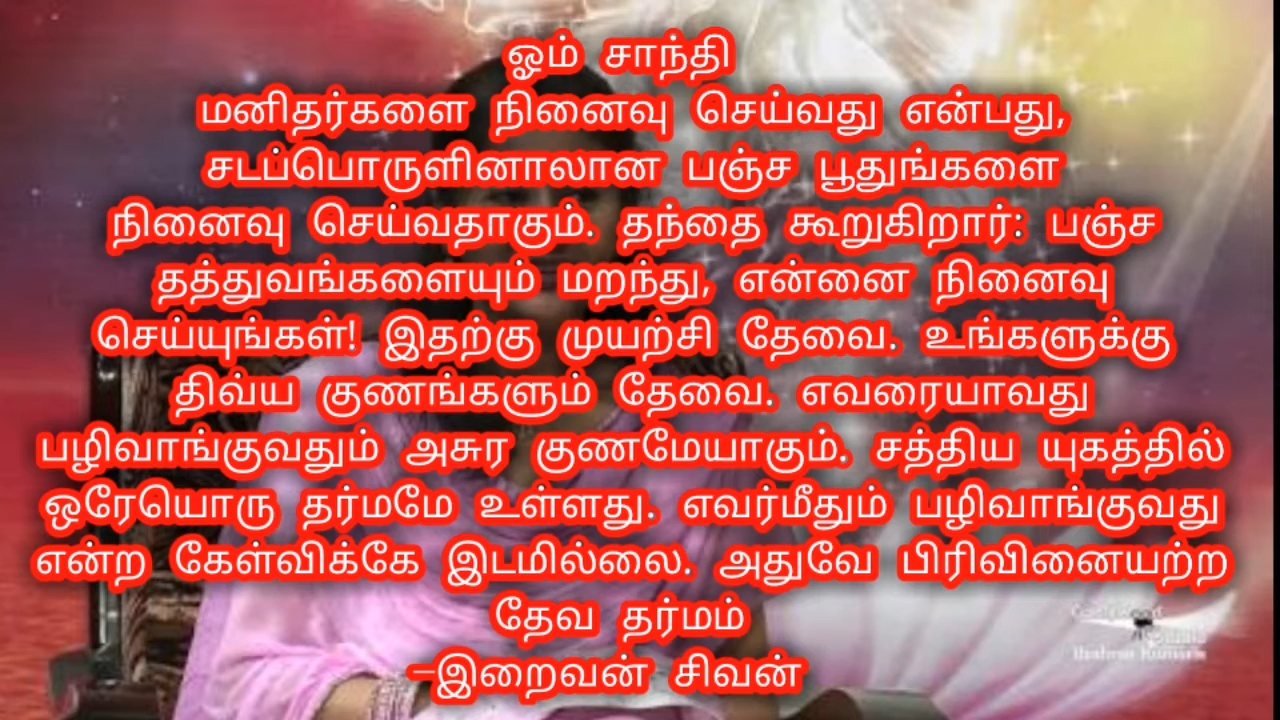 ஓம் சாந்தி
மனிதர்களை நினைவு செய்வது என்பது,
சடப்பொருளினாலான பஞ்ச பூதுங்களை
நினைவு செய்வதாகும். தந்தை கூறுகிறார்: பஞ்ச
தத்துவங்களையும் மறந்து, என்னை நினைவு
செய்யுங்கள்! இதற்கு முயற்சி தேவை. உங்களுக்கு
திவ்ய குணங்களும் தேவை. எவரையாவது
பழிவாங்குவதும் அசுர குணமேயாகும். சத்திய யுகத்தில்
ஒரேயொரு தர்மமே உள்ளது. எவர்மீதும் பழிவாங்குவது
என்ற கேள்விக்கே இடமில்லை. அதுவே பிரிவினையற்ற
தேவ தர்மம்
–இறைவன் சிவன்
Brahma Kumaris